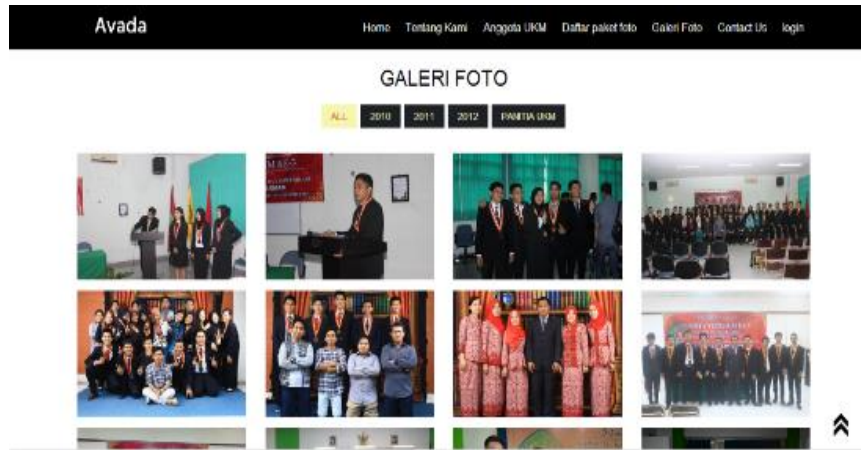 Avada
Home Tentang Kami Anggota UKM Daftar paket foto Galeri Foto Contact Us login
GALERI FOTO
ALL 2010 2011 2012 PANITIA UKM